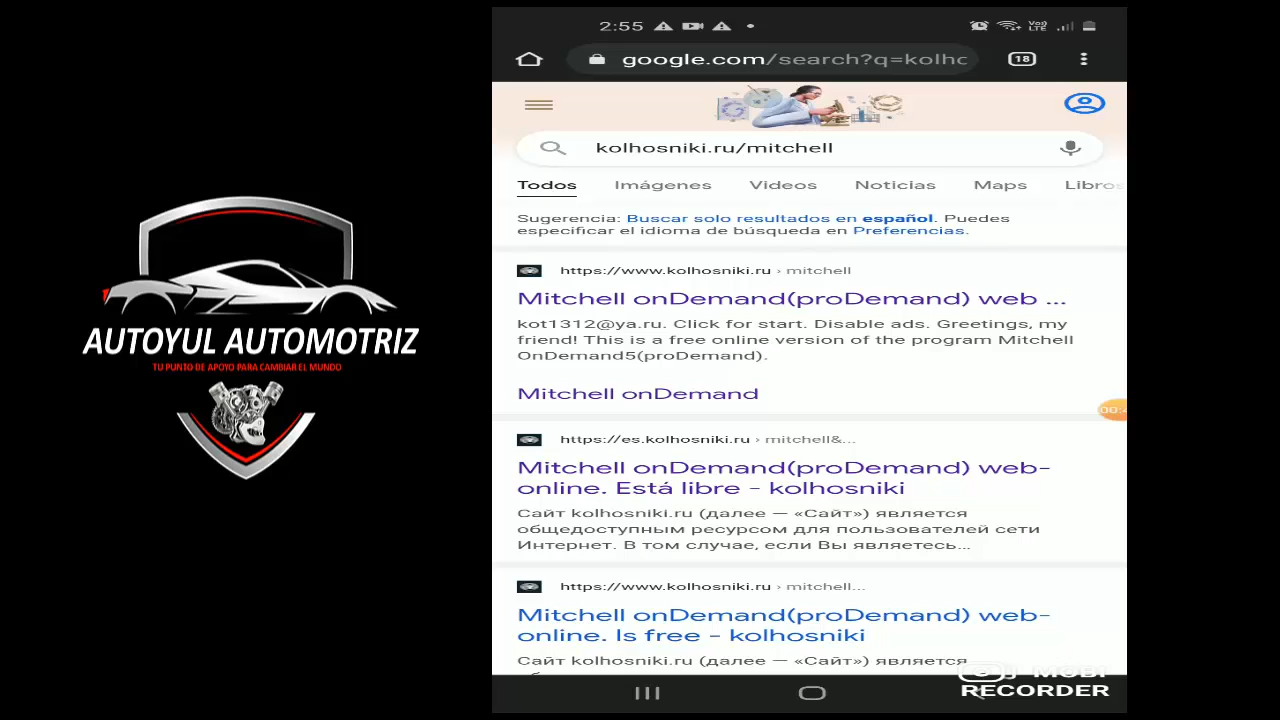 AUTOYUL AUTOMOTRIZ
TU PUNTO DE APOYO PARA CAMBIAR EL MUNDO
2:55
Vo)
LTE
google.com/search?q=kolhc
18
kolhosniki.ru/mitchell
Todos Imágenes Videos Noticias Maps Libros
Sugerencia: Buscar solo resultados en español. Puedes
especificar el idioma de búsqueda en Preferencias.
https://www.kolhosniki.ru › mitchell
Mitchell onDemand(proDemand) web ...
kot1312@ya.ru. Click for start. Disable ads. Greetings, my
friend! This is a free online version of the program Mitchell
OnDemand5(proDemand).
Mitchell onDemand
https://es.kolhosniki.ru › mitchell&...
Mitchell onDemand(proDemand) web-
online. Está libre - kolhosniki
Сайт kolhosniki.ru (далее — «Сайт») является
общедоступным ресурсом для пользователей сети
Интернет. В том случае, если Вы являетесь...
https://www.kolhosniki.ru › mitchell...
Mitchell onDemand(proDemand) web-
online. Is free - kolhosniki
Сайт kolhosniki.ru (далее — «Сайт») является
MOBI
RECORDER